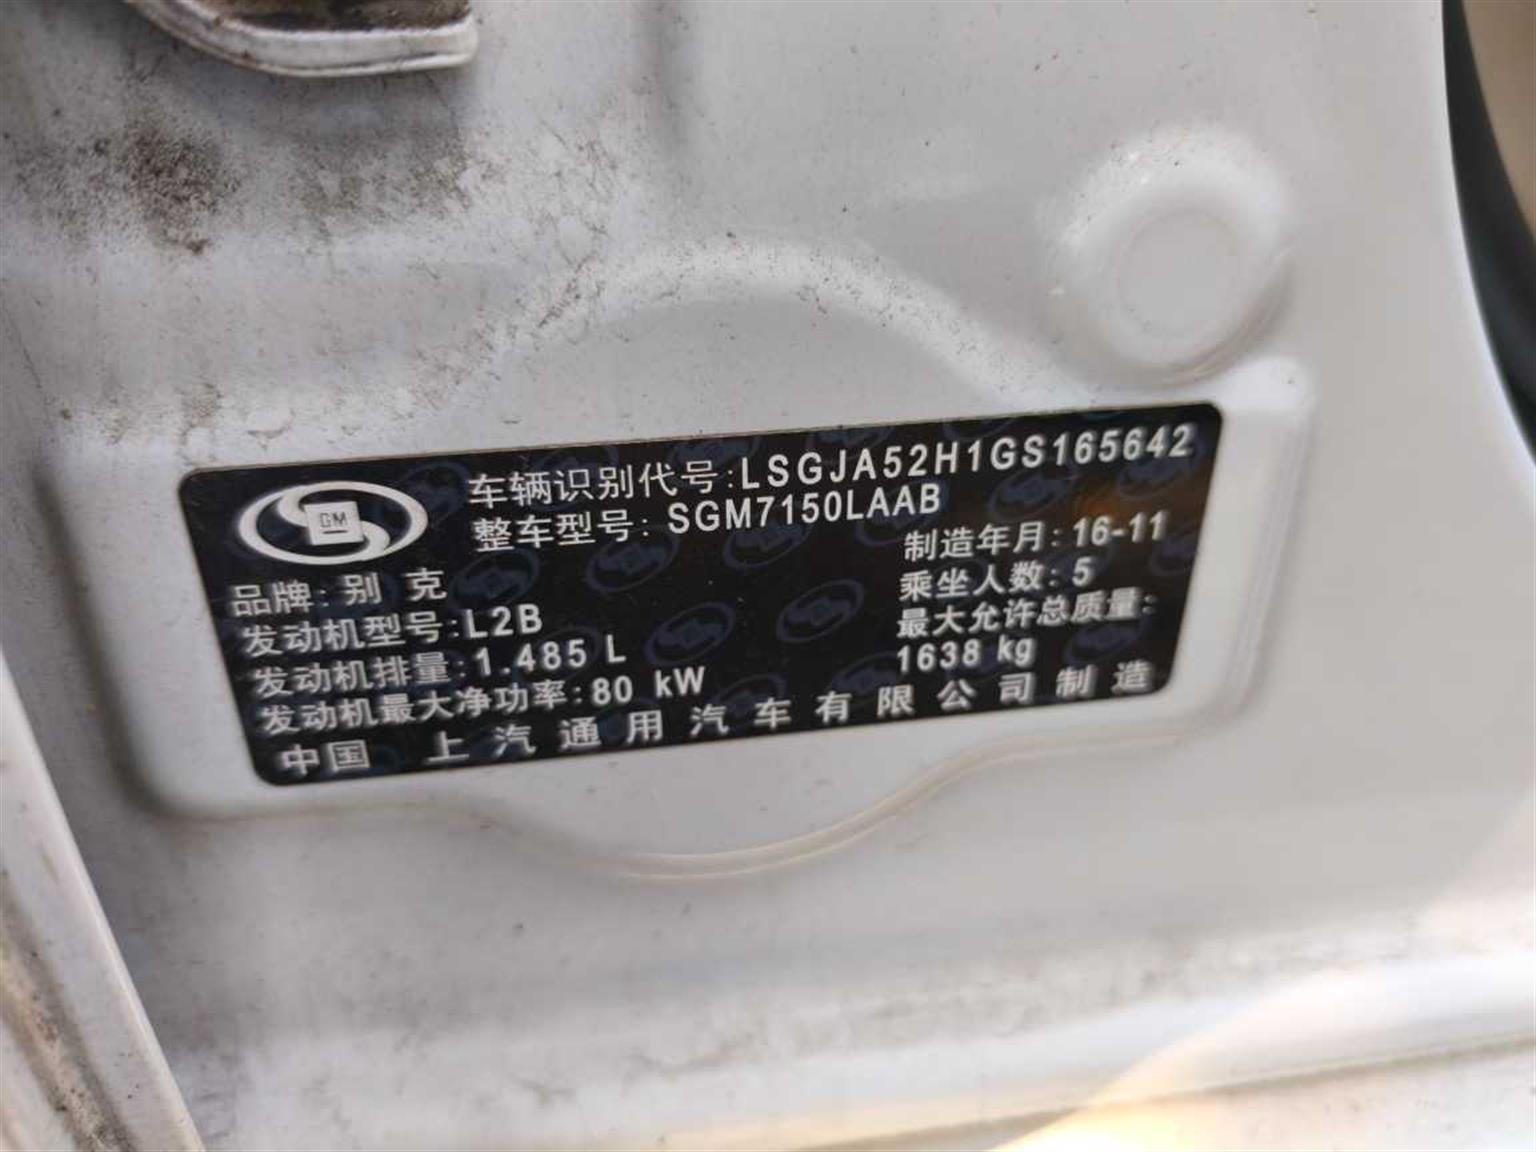 GM
车辆识别代号:LSGJA52H1GS165642
整车型号: SGM7150LAAB
制造年月: 16-11
品牌: 别 克
乘坐人数: 5
发动机型号:L2B
最大允许总质量:
发动机排量:1.485 L
1638 kg
发动机最大净功率:80 kW
中国 上汽通用汽车有限公司制造